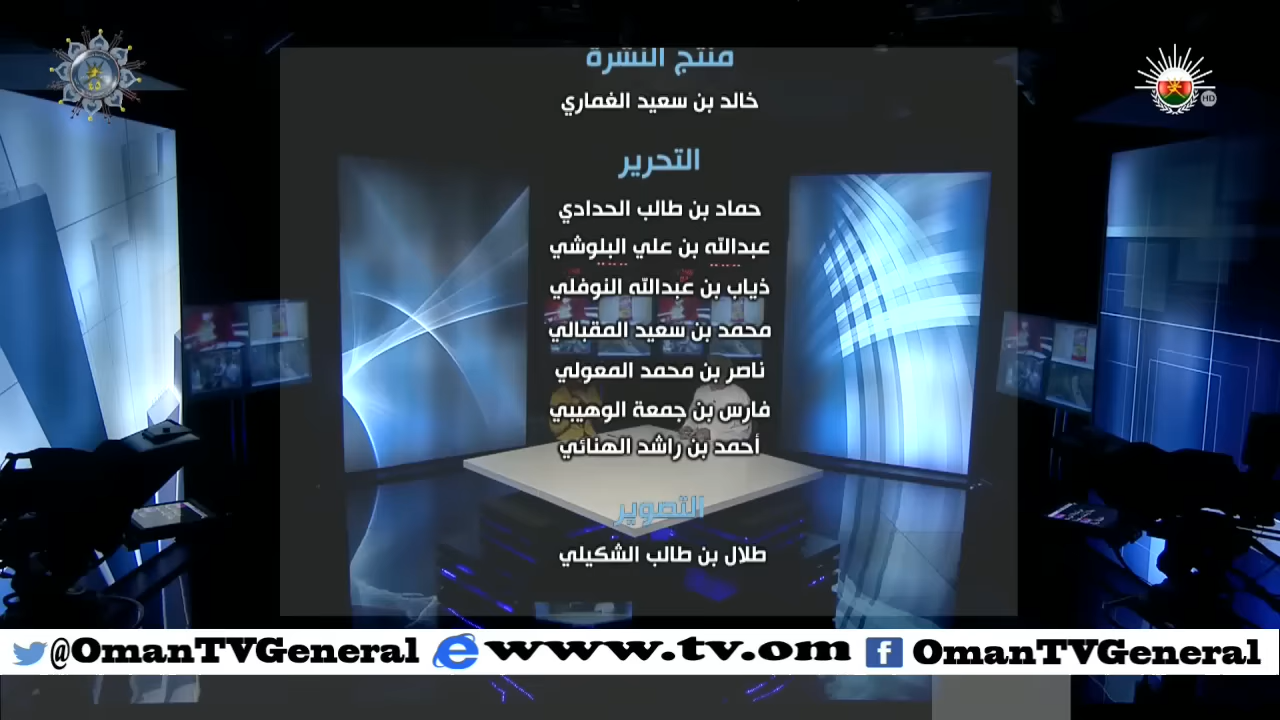 منتج النشرة
خالد بن سعيد الغماري
التحرير
حماد بن طالب الحدادي
عبدالله بن علي البلوشي
ذياب بن عبدالله النوفلي
محمد بن سعيد المقبالي
ناصر بن محمد المعولي
فارس بن جمعة الوهيبي
أحمد بن راشد الهنائي
التصوير
طلال بن طالب الشكيلي
@OmanTVGeneral www.tv.om OmanTVGeneral
HD